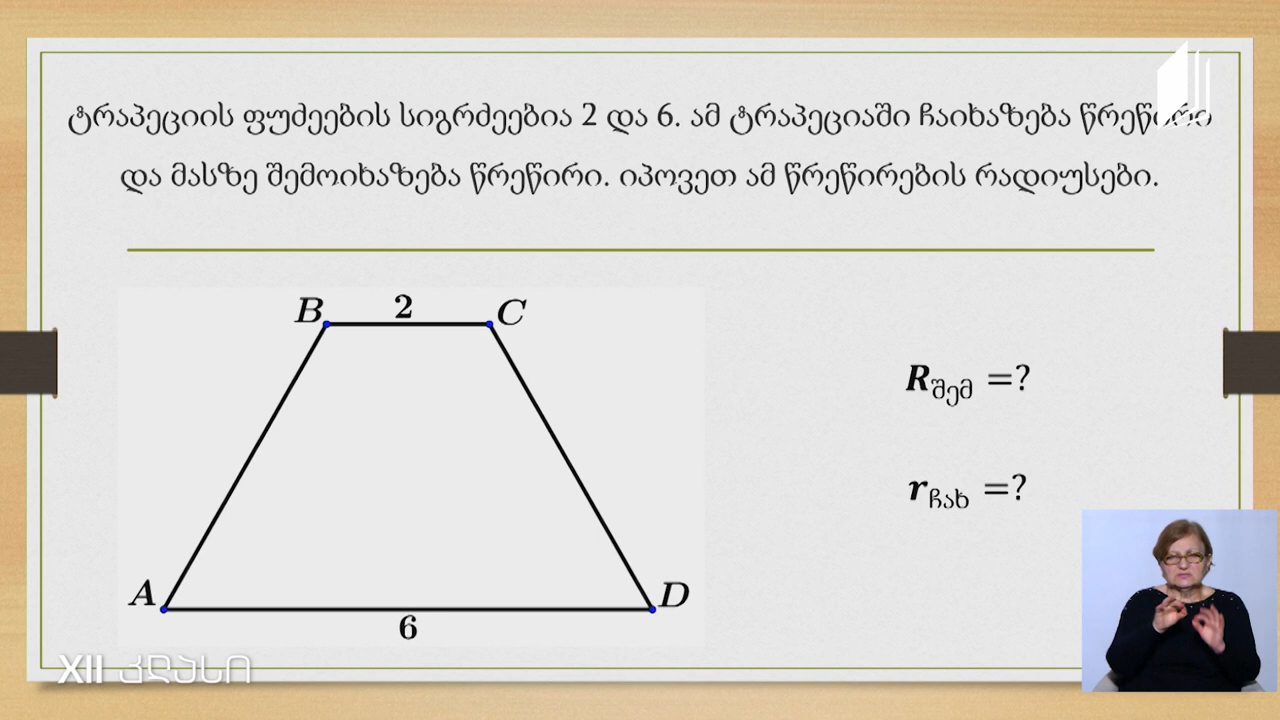 ტრაპეციის ფუძეების სიგრძეებია 2 და 6. ამ ტრაპეციაში ჩაიხაზება წრეწირი
და მასზე შემოიხაზება წრეწირი. იპოვეთ ამ წრეწირების რადიუსები.
B 2 C
R შემ =?
r ჩახ =?
A D
6
XII კლასი